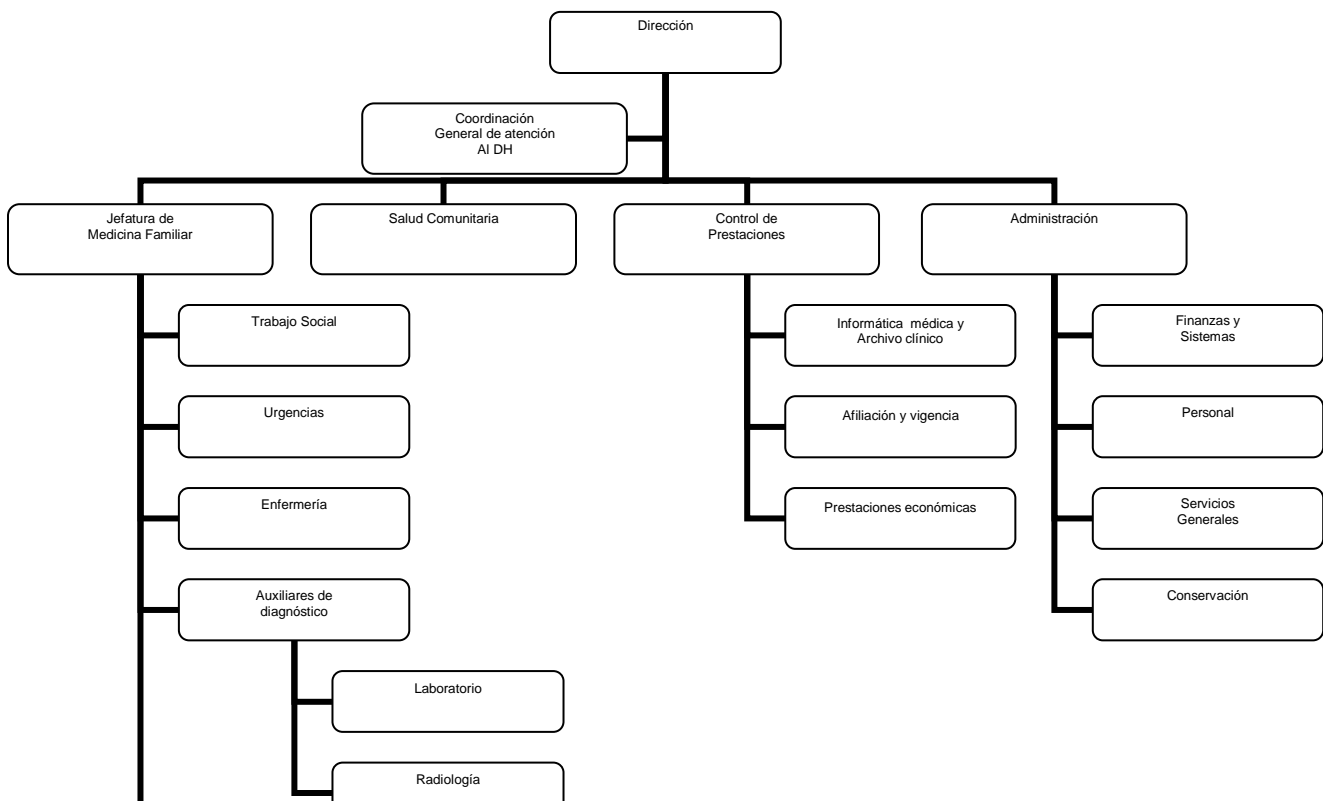 Dirección
Coordinación
General de atención
Al DH
Jefatura de
Medicina Familiar
Salud Comunitaria
Control de
Prestaciones
Administración
Trabajo Social
Informática médica y
Archivo clínico
Finanzas y
Sistemas
Urgencias
Afiliación y vigencia
Personal
Enfermería
Prestaciones económicas
Servicios
Generales
Auxiliares de
diagnóstico
Conservación
Laboratorio
Radiología